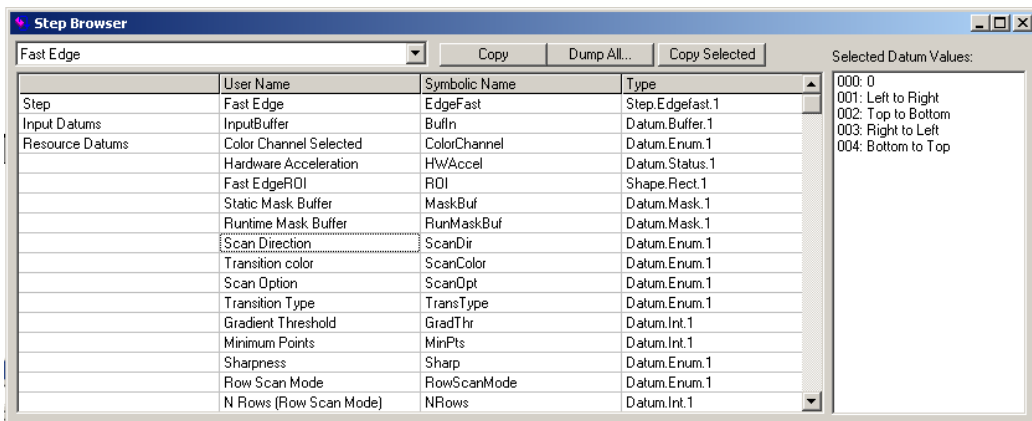 Step Browser
Fast Edge Copy Dump All... Copy Selected Selected Datum Values:
User Name Symbolic Name Type
Step Fast Edge EdgeFast Step.Edgefast.1
Input Datums InputBuffer BufIn Datum.Buffer.1
Resource Datums Color Channel Selected ColorChannel Datum.Enum.1
Hardware Acceleration HWAccel Datum.Status.1
Fast EdgeROI ROI Shape.Rect.1
Static Mask Buffer MaskBuf Datum.Mask.1
Runtime Mask Buffer RunMaskBuf Datum.Mask.1
Scan Direction ScanDir Datum.Enum.1
Transition color ScanColor Datum.Enum.1
Scan Option ScanOpt Datum.Enum.1
Transition Type TransType Datum.Enum.1
Gradient Threshold GradThr Datum.Int.1
Minimum Points MinPts Datum.Int.1
Sharpness Sharp Datum.Enum.1
Row Scan Mode RowScanMode Datum.Enum.1
N Rows (Row Scan Mode) NRows Datum.Int.1
000: 0
001: Left to Right
002: Top to Bottom
003: Right to Left
004: Bottom to Top